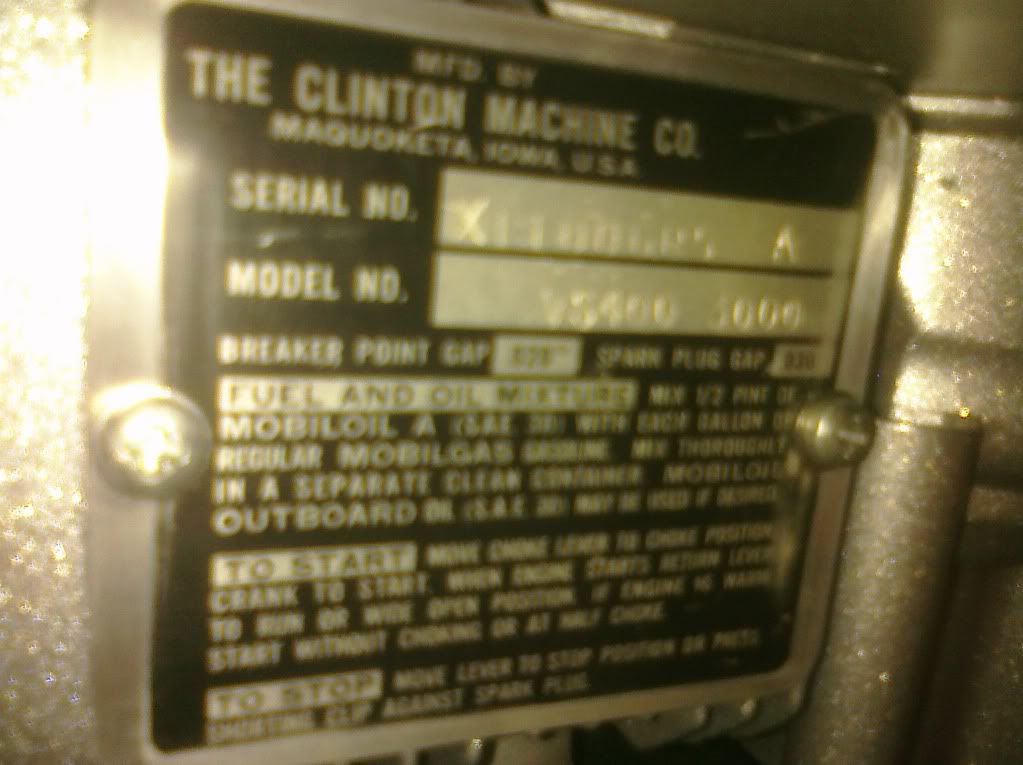 MFD. BY
THE CLINTON MACHINE CO.
MAQUOKETA, IOWA, U.S.A.
SERIAL NO. A
MODEL NO. VS400
BREAKER POINT GAP SPARK PLUG GAP
FUEL AND OIL MIXTURE MIX 1/2 PINT OF
MOBILOIL A (S.A.E. 30) WITH EACH GALLON OF
REGULAR MOBILGAS GASOLINE. MIX THOROUGHLY
IN A SEPARATE CLEAN CONTAINER. MOBILOIL
OUTBOARD OIL (S.A.E. 30) MAY BE USED IF DESIRED
TO START MOVE CHOKE LEVER TO CHOKE POSITION
CRANK TO START. WHEN ENGINE STARTS RETURN LEVER
TO RUN OR WIDE OPEN POSITION. IF ENGINE IS WARM
START WITHOUT CHOKING OR AT HALF CHOKE.
TO STOP MOVE LEVER TO STOP POSITION OR PRESS
SHORTING CLIP AGAINST SPARK PLUG.